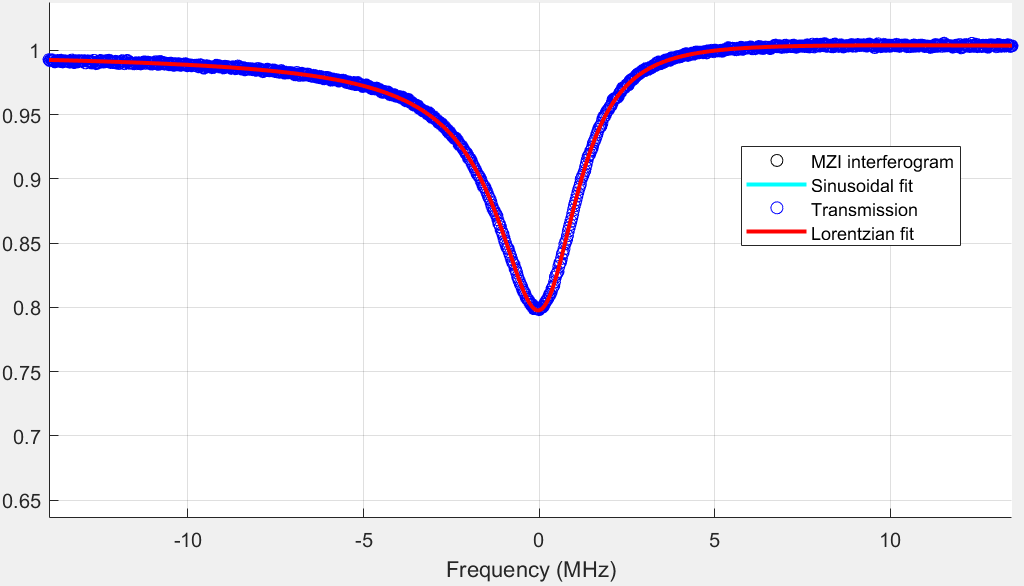 1
0.95
0.9
0.85
0.8
0.75
0.7
0.65
MZI interferogram
Sinusoidal fit
Transmission
Lorentzian fit
-10 -5 0 5 10
Frequency (MHz)